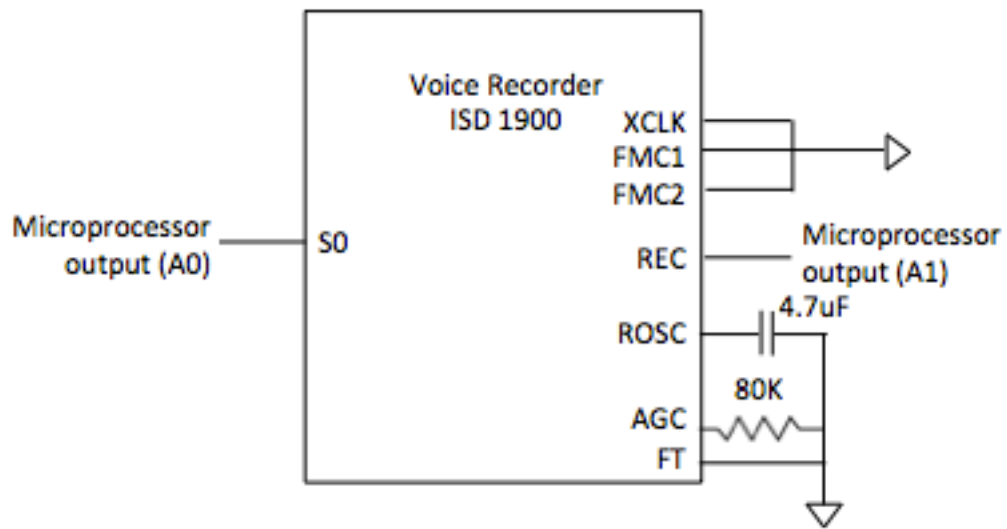 Voice Recorder
ISD 1900
XCLK
FMC1
FMC2
Microprocessor
output (A0)
S0
REC
Microprocessor
output (A1)
4.7uF
ROSC
80K
AGC
FT